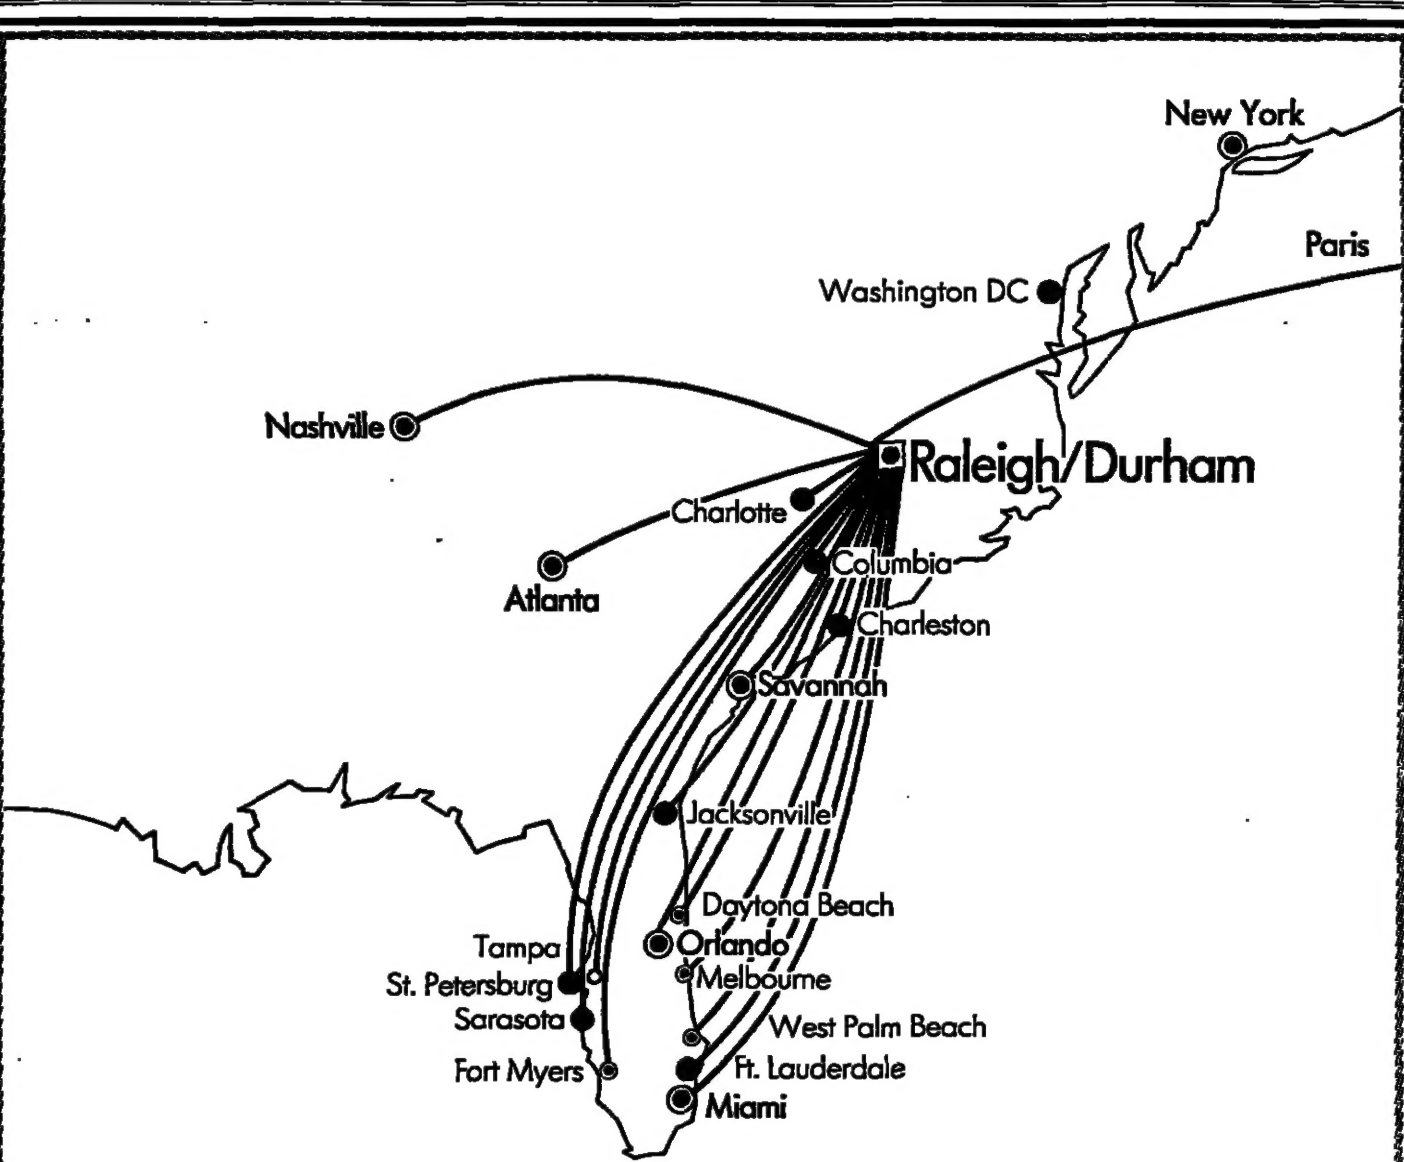 New York
Paris
Washington DC
Nashville
Raleigh/Durham
Charlotte
Columbia
Atlanta
Charleston
Savannah
Jacksonville
Daytona Beach
Tampa
Orlando
Melbourne
St. Petersburg
Sarasota
West Palm Beach
Fort Myers
Ft. Lauderdale
Miami